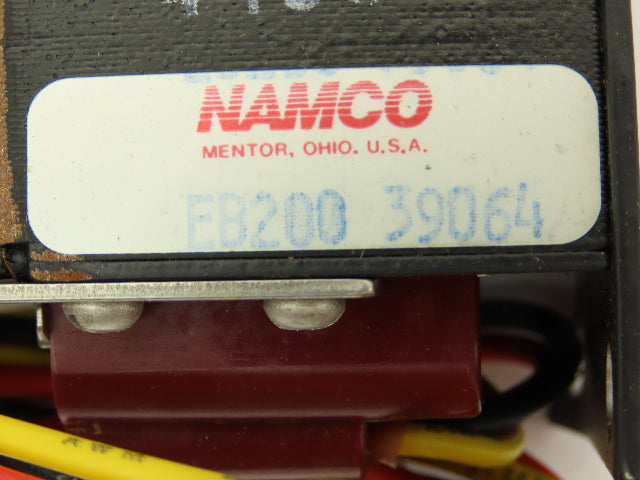 NAMCO
MENTOR, OHIO. U.S.A.
EB200 39064